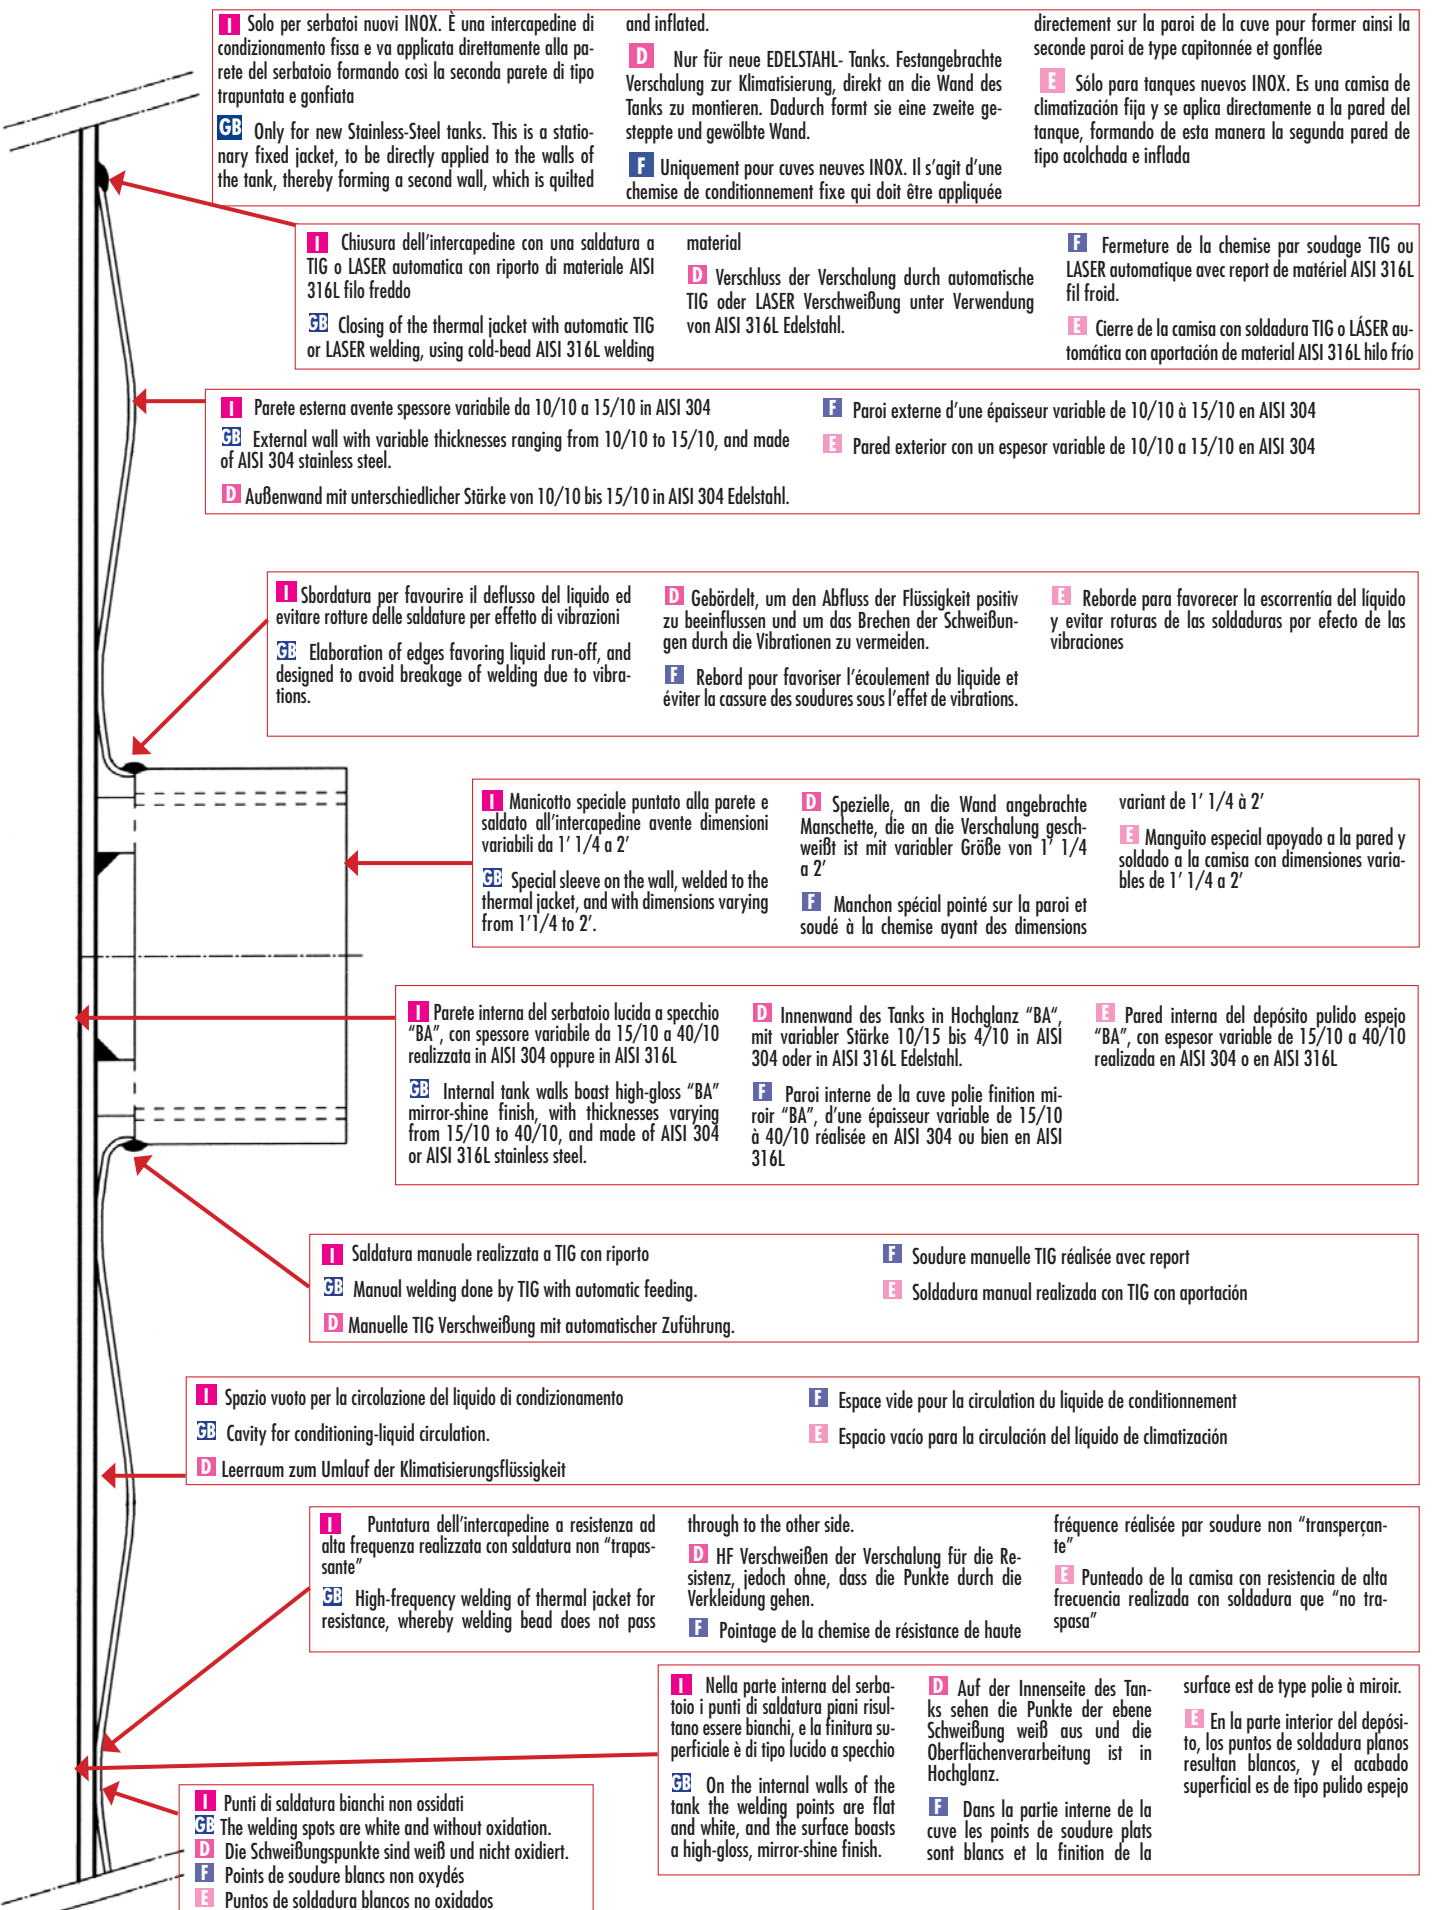 I Solo per serbatoi nuovi INOX. È una intercapedine di
condizionamento fissa e va applicata direttamente alla pa-
rete del serbatoio formando così la seconda parete di tipo
trapuntata e gonfiata
GB Only for new Stainless-Steel tanks. This is a statio-
nary fixed jacket, to be directly applied to the walls of
the tank, thereby forming a second wall, which is quilted
and inflated.
D Nur für neue EDELSTAHL- Tanks. Festangebrachte
Verschalung zur Klimatisierung, direkt an die Wand des
Tanks zu montieren. Dadurch formt sie eine zweite ge-
steppte und gewölbte Wand.
F Uniquement pour cuves neuves INOX. Il s'agit d'une
chemise de conditionnement fixe qui doit être appliquée
directement sur la paroi de la cuve pour former ainsi la
seconde paroi de type capitonnée et gonflée
E Sólo para tanques nuevos INOX. Es una camisa de
climatización fija y se aplica directamente a la pared del
tanque, formando de esta manera la segunda pared de
tipo acolchada e inflada
I Chiusura dell'intercapedine con una saldatura a
TIG o LASER automatica con riporto di materiale AISI
316L filo freddo
GB Closing of the thermal jacket with automatic TIG
or LASER welding, using cold-bead AISI 316L welding
material
D Verschluss der Verschalung durch automatische
TIG oder LASER Verschweißung unter Verwendung
von AISI 316L Edelstahl.
F Fermeture de la chemise par soudage TIG ou
LASER automatique avec report de matériel AISI 316L
fil froid.
E Cierre de la camisa con soldadura TIG o LÁSER au-
tomática con aportación de material AISI 316L hilo frío
I Parete esterna avente spessore variabile da 10/10 a 15/10 in AISI 304
GB External wall with variable thicknesses ranging from 10/10 to 15/10, and made
of AISI 304 stainless steel.
D Außenwand mit unterschiedlicher Stärke von 10/10 bis 15/10 in AISI 304 Edelstahl.
F Paroi externe d'une épaisseur variable de 10/10 à 15/10 en AISI 304
E Pared exterior con un espesor variable de 10/10 a 15/10 en AISI 304
I Sbordatura per favourire il deflusso del liquido ed
evitare rotture delle saldature per effetto di vibrazioni
GB Elaboration of edges favoring liquid run-off, and
designed to avoid breakage of welding due to vibra-
tions.
D Gebördelt, um den Abfluss der Flüssigkeit positiv
zu beeinflussen und um das Brechen der Schweißun-
gen durch die Vibrationen zu vermeiden.
F Rebord pour favoriser l'écoulement du liquide et
éviter la cassure des soudures sous l'effet de vibrations.
E Reborde para favorecer la escorrentía del líquido
y evitar roturas de las soldaduras por efecto de las
vibraciones
I Manicotto speciale puntato alla parete e
saldato all'intercapedine avente dimensioni
variabili da 1' 1/4 a 2'
GB Special sleeve on the wall, welded to the
thermal jacket, and with dimensions varying
from 1'1/4 to 2'.
D Spezielle, an die Wand angebrachte
Manschette, die an die Verschalung gesch-
weißt ist mit variabler Größe von 1' 1/4
a 2'
F Manchon spécial pointé sur la paroi et
soudé à la chemise ayant des dimensions
variant de 1' 1/4 à 2'
E Manguito especial apoyado a la pared y
soldado a la camisa con dimensiones varia-
bles de 1' 1/4 a 2'
I Parete interna del serbatoio lucida a specchio
"BA", con spessore variabile da 15/10 a 40/10
realizzata in AISI 304 oppure in AISI 316L
GB Internal tank walls boast high-gloss "BA"
mirror-shine finish, with thicknesses varying
from 15/10 to 40/10, and made of AISI 304
or AISI 316L stainless steel.
D Innenwand des Tanks in Hochglanz "BA",
mit variabler Stärke 10/15 bis 4/10 in AISI
304 oder in AISI 316L Edelstahl.
F Paroi interne de la cuve polie finition mi-
roir "BA", d'une épaisseur variable de 15/10
à 40/10 réalisée en AISI 304 ou bien en AISI
316L
E Pared interna del depósito pulido espejo
"BA", con espesor variable de 15/10 a 40/10
realizada en AISI 304 o en AISI 316L
I Saldatura manuale realizzata a TIG con riporto
GB Manual welding done by TIG with automatic feeding.
D Manuelle TIG Verschweißung mit automatischer Zuführung.
F Soudure manuelle TIG réalisée avec report
E Soldadura manual realizada con TIG con aportación
I Spazio vuoto per la circolazione del liquido di condizionamento
GB Cavity for conditioning-liquid circulation.
D Leerraum zum Umlauf der Klimatisierungsflüssigkeit
F Espace vide pour la circulation du liquide de conditionnement
E Espacio vacío para la circulación del líquido de climatización
I Puntatura dell'intercapedine a resistenza ad
alta frequenza realizzata con saldatura non "trapas-
sante"
GB High-frequency welding of thermal jacket for
resistance, whereby welding bead does not pass
through to the other side.
D HF Verschweißen der Verschalung für die Re-
sistenz, jedoch ohne, dass die Punkte durch die
Verkleidung gehen.
F Pointage de la chemise de résistance de haute
fréquence réalisée par soudure non "transperçan-
te"
E Punteado de la camisa con resistencia de alta
frecuencia realizada con soldadura que "no tra-
spasa"
I Nella parte interna del serba-
toio i punti di saldatura piani risul-
tano essere bianchi, e la finitura su-
perficiale è di tipo lucido a specchio
GB On the internal walls of the
tank the welding points are flat
and white, and the surface boasts
a high-gloss, mirror-shine finish.
D Auf der Innenseite des Tan-
ks sehen die Punkte der ebene
Schweißung weiß aus und die
Oberflächenverarbeitung ist in
Hochglanz.
F Dans la partie interne de la
cuve les points de soudure plats
sont blancs et la finition de la
surface est de type polie à miroir.
E En la parte interior del depósi-
to, los puntos de soldadura planos
resultan blancos, y el acabado
superficial es de tipo pulido espejo
I Punti di saldatura bianchi non ossidati
GB The welding spots are white and without oxidation.
D Die Schweißungspunkte sind weiß und nicht oxidiert.
F Points de soudure blancs non oxydés
E Puntos de soldadura blancos no oxidados